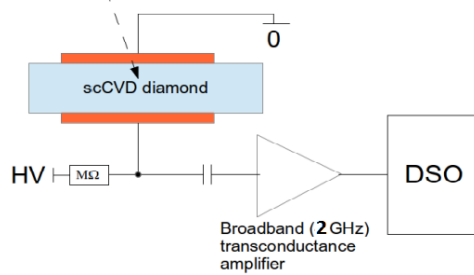 0
scCVD diamond
HV
MΩ
DSO
Broadband (2 GHz)
transconductance
amplifier